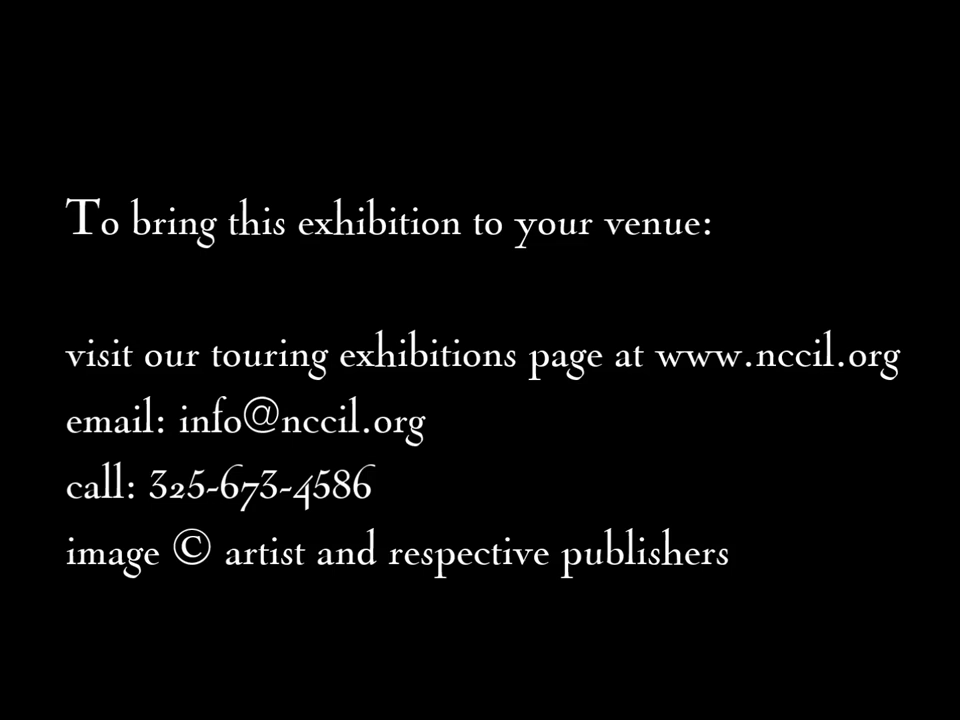 To bring this exhibition to your venue:
visit our touring exhibitions page at www.nccil.org
email: info@nccil.org
call: 325-673-4586
image © artist and respective publishers